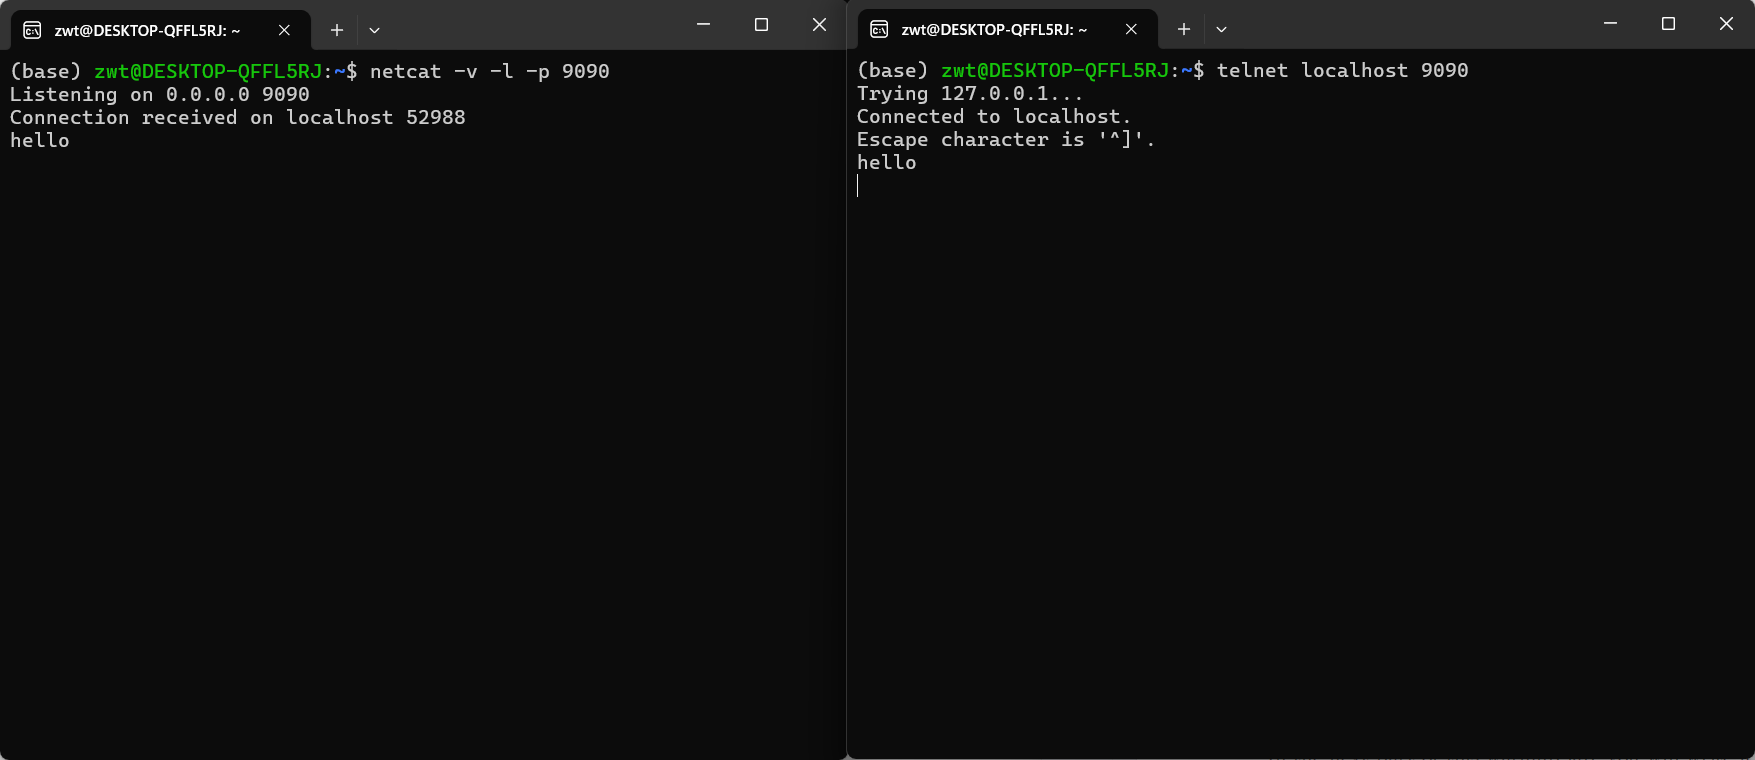 zwt@DESKTOP-QFFL5RJ: ~
(base) zwt@DESKTOP-QFFL5RJ:~$ netcat -v -l -p 9090
Listening on 0.0.0.0 9090
Connection received on localhost 52988
hello
zwt@DESKTOP-QFFL5RJ: ~
(base) zwt@DESKTOP-QFFL5RJ:~$ telnet localhost 9090
Trying 127.0.0.1...
Connected to localhost.
Escape character is '^]'.
hello